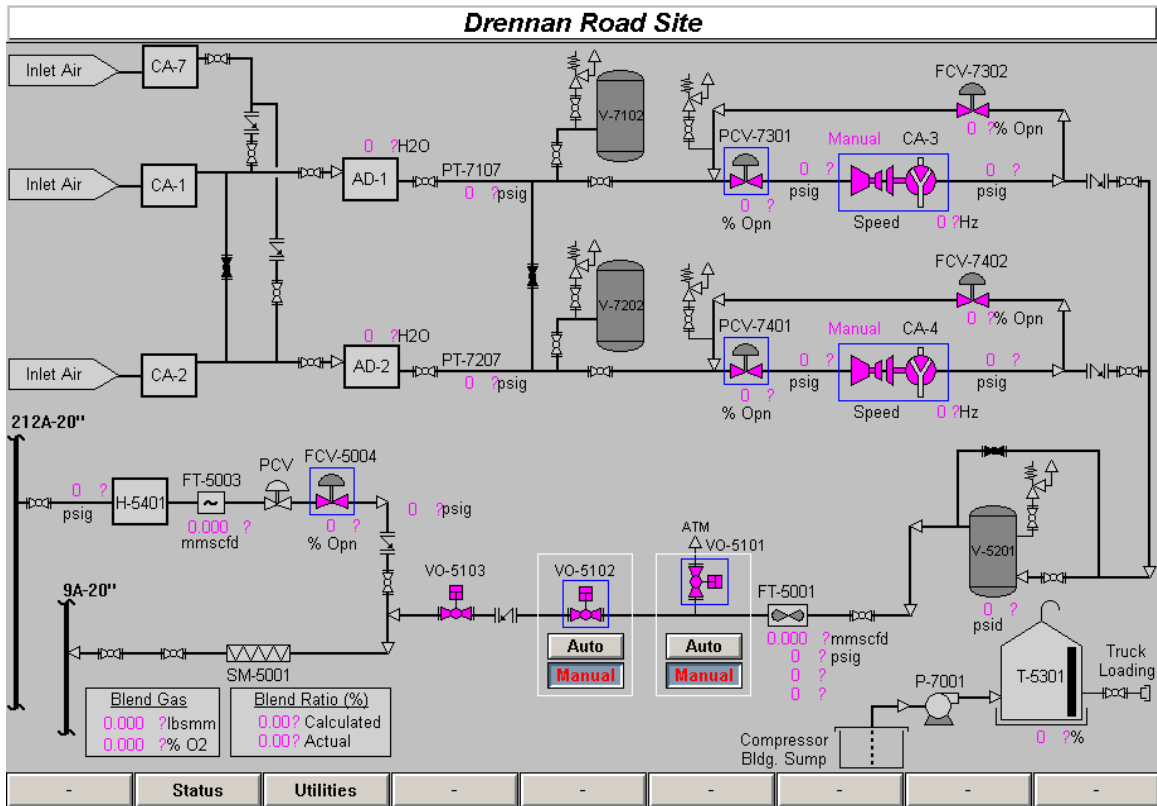 Drennan Road Site
Inlet Air
CA-7
V-7102
FCV-7302
0 ?% Opn
0 ?H2O
PCV-7301
Manual
CA-3
Inlet Air
CA-1
AD-1
PT-7107
0 ?psig
0 ?
psig
0 ?
psig
0 ?
% Opn
Speed
0 ?Hz
V-7202
FCV-7402
0 ?% Opn
0 ?H2O
PCV-7401
Manual
CA-4
Inlet Air
CA-2
AD-2
PT-7207
0 ?psig
0 ?
psig
0 ?
psig
0 ?
% Opn
Speed
0 ?Hz
212A-20"
0 ?
psig
H-5401
FT-5003
0.000 ?
mmscfd
PCV
FCV-5004
0 ?
% Opn
0 ?psig
ATM
VO-5101
V-5201
0 ?
psid
9A-20"
VO-5103
VO-5102
FT-5001
0.000 ?mmscfd
0 ?psig
0 ?
0 ?
Auto
Manual
Auto
Manual
SM-5001
Blend Gas
0.000 ?lbsmm
0.000 ?% O2
Blend Ratio (%)
0.00? Calculated
0.00? Actual
P-7001
T-5301
0 ?%
Truck
Loading
Compressor
Bldg. Sump
- Status Utilities - - - - - -